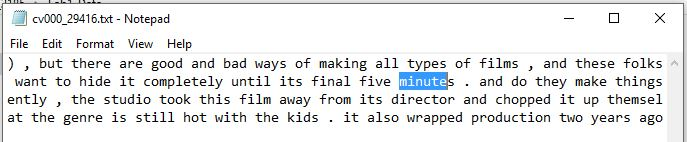 cv000_29416.txt - Notepad
File Edit Format View Help
) , but there are good and bad ways of making all types of films , and these folks
want to hide it completely until its final five minutes . and do they make things
ently , the studio took this film away from its director and chopped it up themsel
at the genre is still hot with the kids . it also wrapped production two years ago